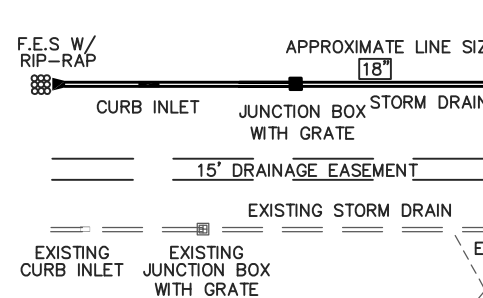 F.E.S W/
RIP-RAP
APPROXIMATE LINE
18"
CURB INLET
JUNCTION BOX
WITH GRATE
STORM DRAIN
15' DRAINAGE EASEMENT
EXISTING STORM DRAIN
EXISTING
CURB INLET
EXISTING
JUNCTION BOX
WITH GRATE